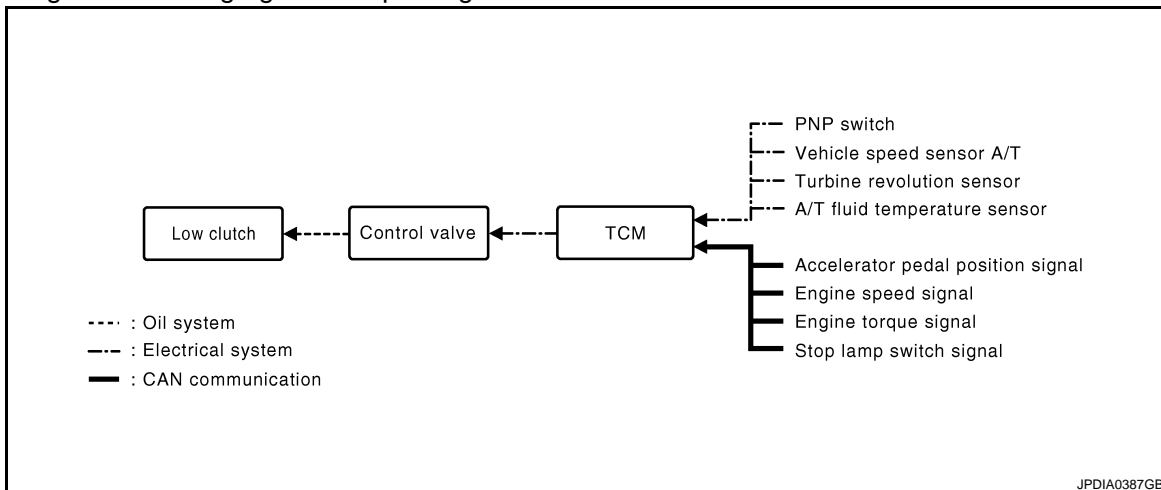 PNP switch
Vehicle speed sensor A/T
Turbine revolution sensor
A/T fluid temperature sensor
Low clutch
Control valve
TCM
Accelerator pedal position signal
Engine speed signal
Engine torque signal
Stop lamp switch signal
: Oil system
: Electrical system
: CAN communication
JPDIA0387GB